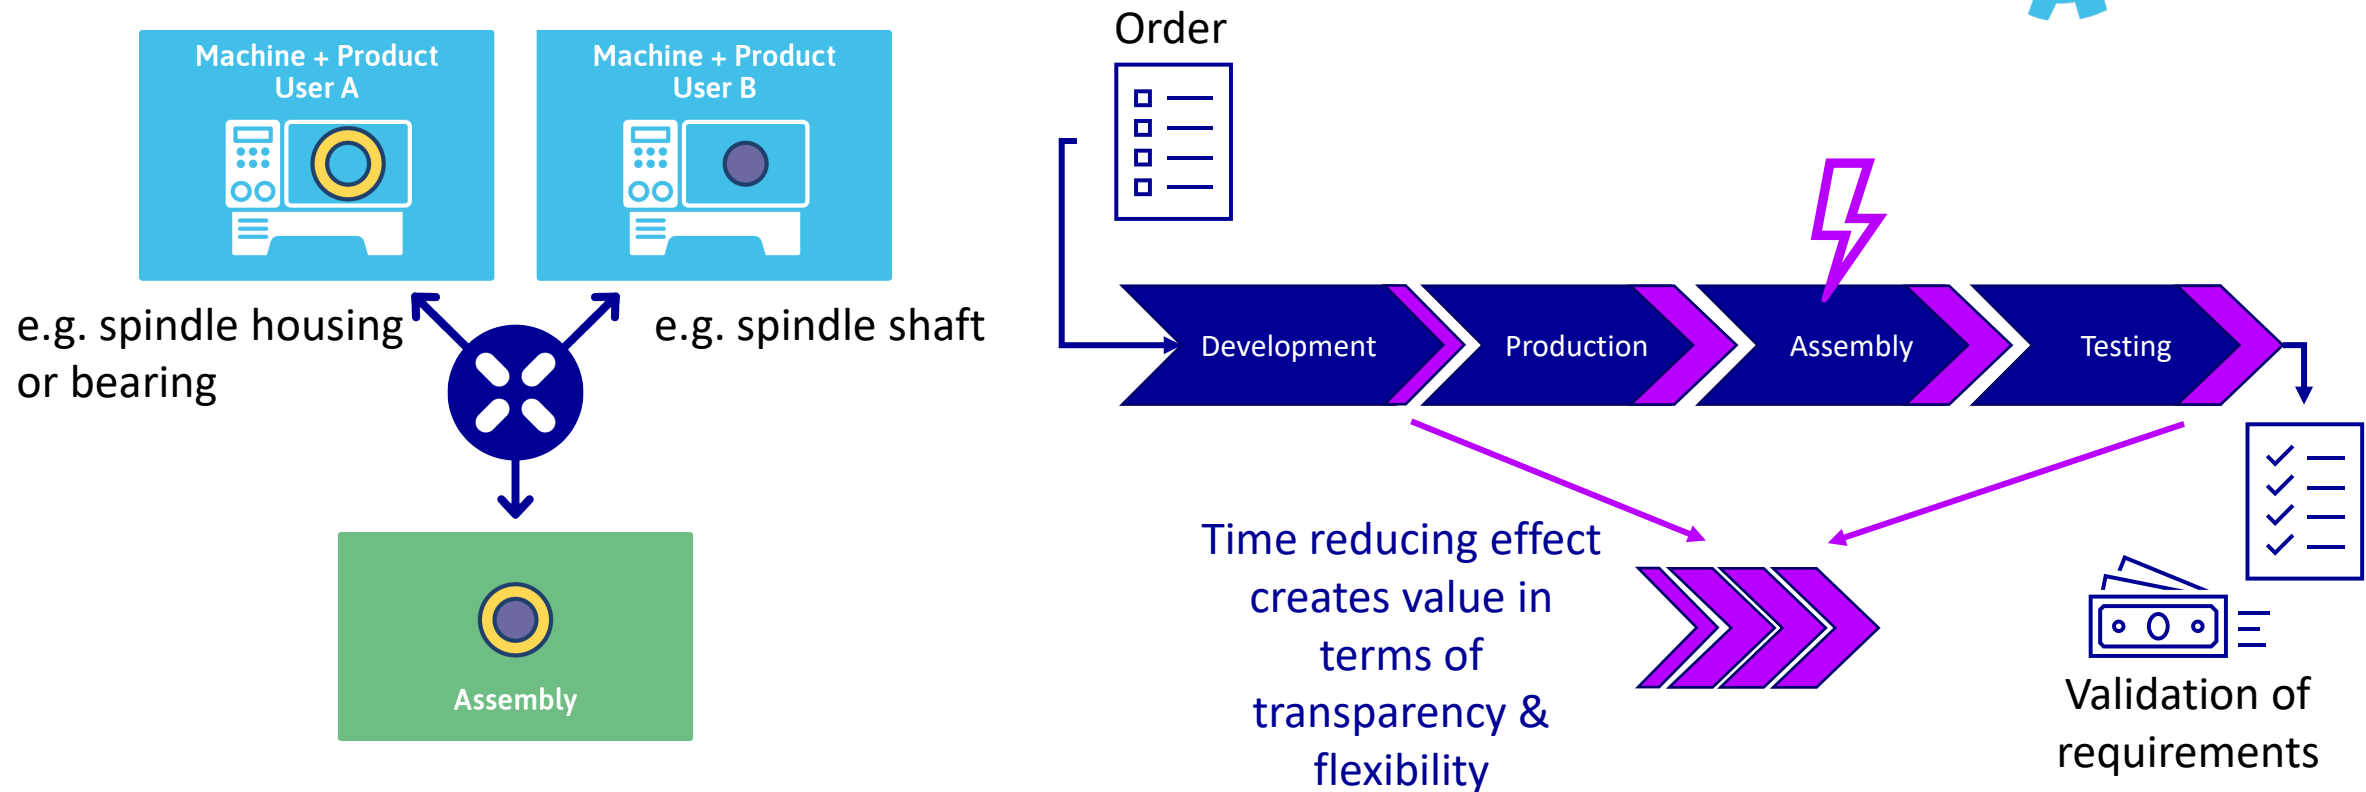 Machine + Product
User A
Machine + Product
User B
e.g. spindle housing
or bearing
e.g. spindle shaft
Assembly
Order
Development
Production
Assembly
Testing
Time reducing effect
creates value in
terms of
transparency &
flexibility
Validation of
requirements